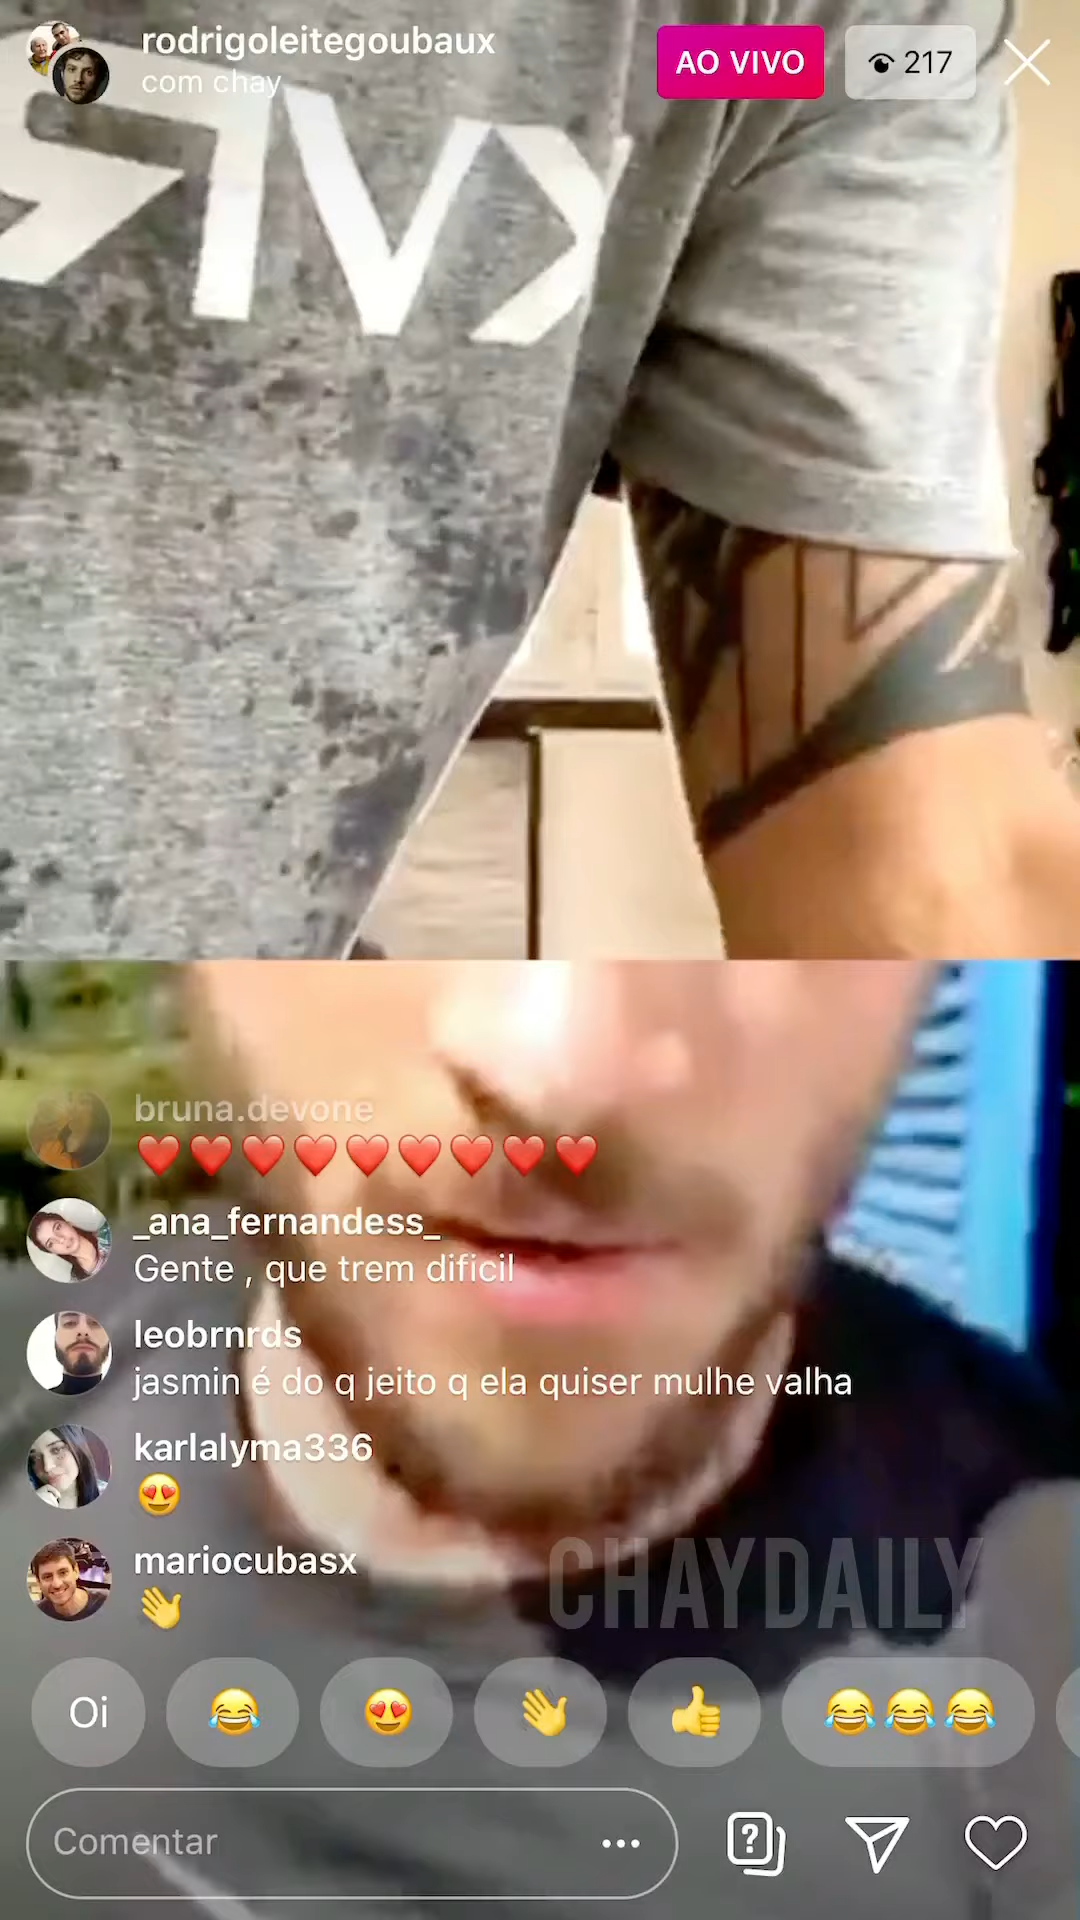 rodrigoleitegoubaux
com chay
AO VIVO
217
bruna.devone
❤️❤️❤️❤️❤️❤️❤️❤️❤️
_ana_fernandess_
Gente , que trem dificil
leobrnrds
jasmin é do q jeito q ela quiser mulhe valha
karlalyma336
😍
mariocubasx
👋
CHAYDAILY
Oi
😂
😍
👋
👍
😂😂😂
Comentar